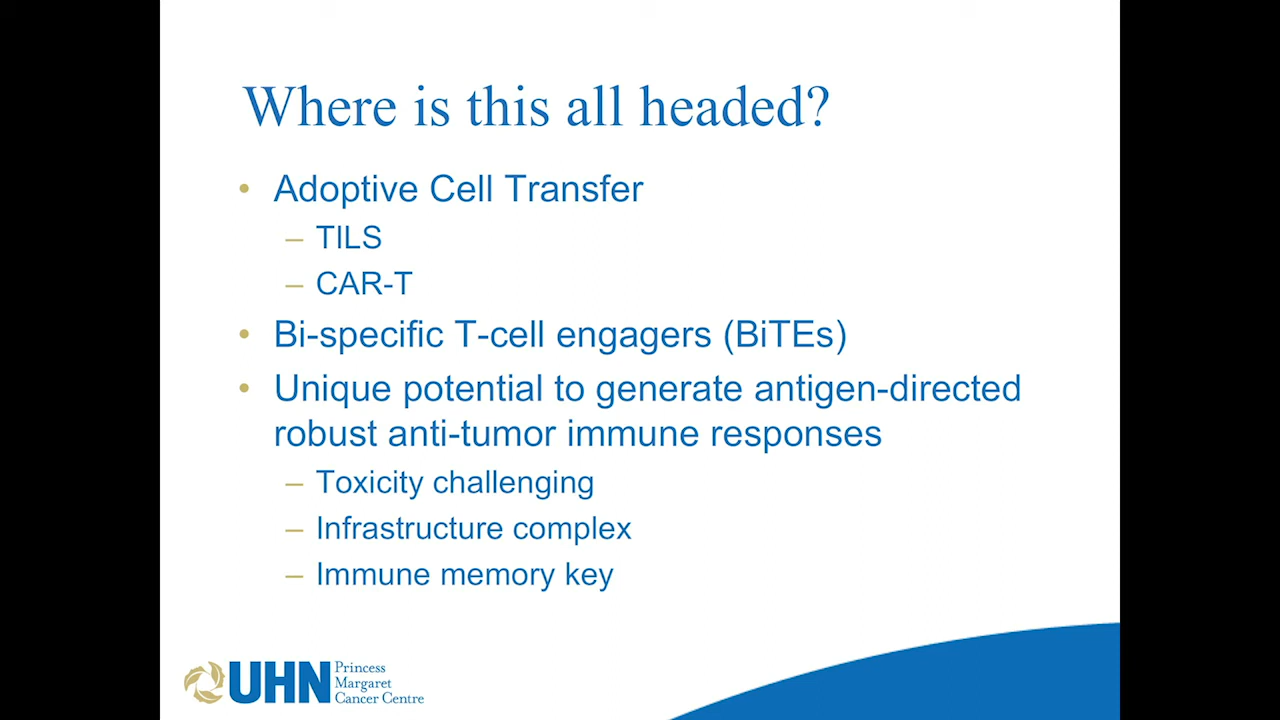 Where is this all headed?
• Adoptive Cell Transfer
– TILS
– CAR-T
• Bi-specific T-cell engagers (BiTEs)
• Unique potential to generate antigen-directed
robust anti-tumor immune responses
– Toxicity challenging
– Infrastructure complex
– Immune memory key
UHN
Princess
Margaret
Cancer Centre